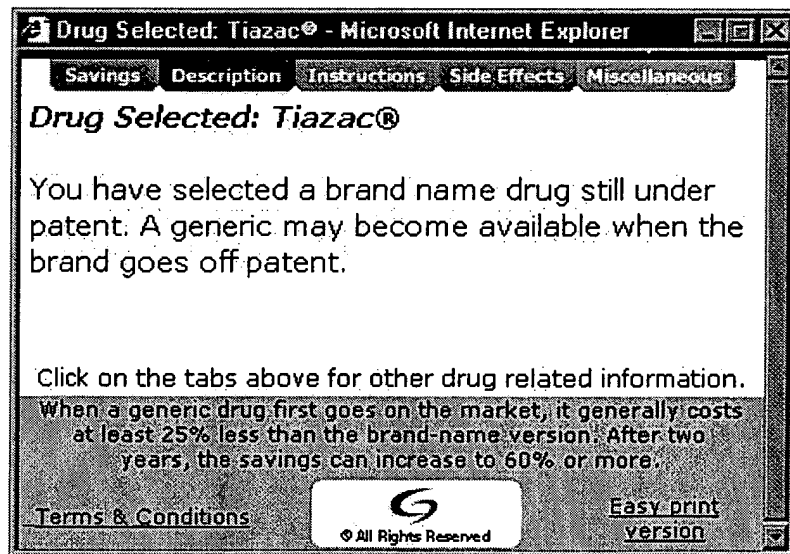 Drug Selected: Tiazac® - Microsoft Internet Explorer
Savings Description Instructions Side Effects Miscellaneous
Drug Selected: Tiazac®
You have selected a brand name drug still under
patent. A generic may become available when the
brand goes off patent.
Click on the tabs above for other drug related information.
When a generic drug first goes on the market, it generally costs
at least 25% less than the brand-name version. After two
years, the savings can increase to 60% or more.
Terms & Conditions
© All Rights Reserved
Easy print
version